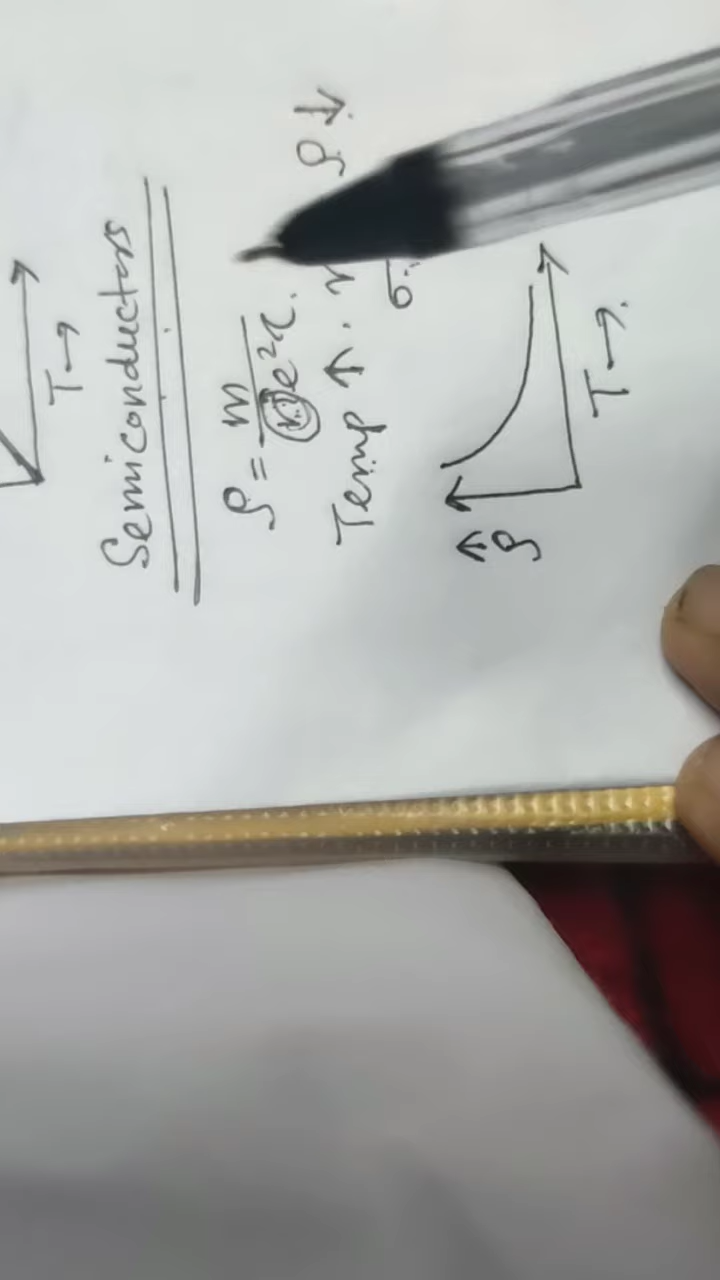 T→
Semiconductors
ρ = m / ne²τ.
Temp ↑. n ρ↓
σ
↑ρ
T→.